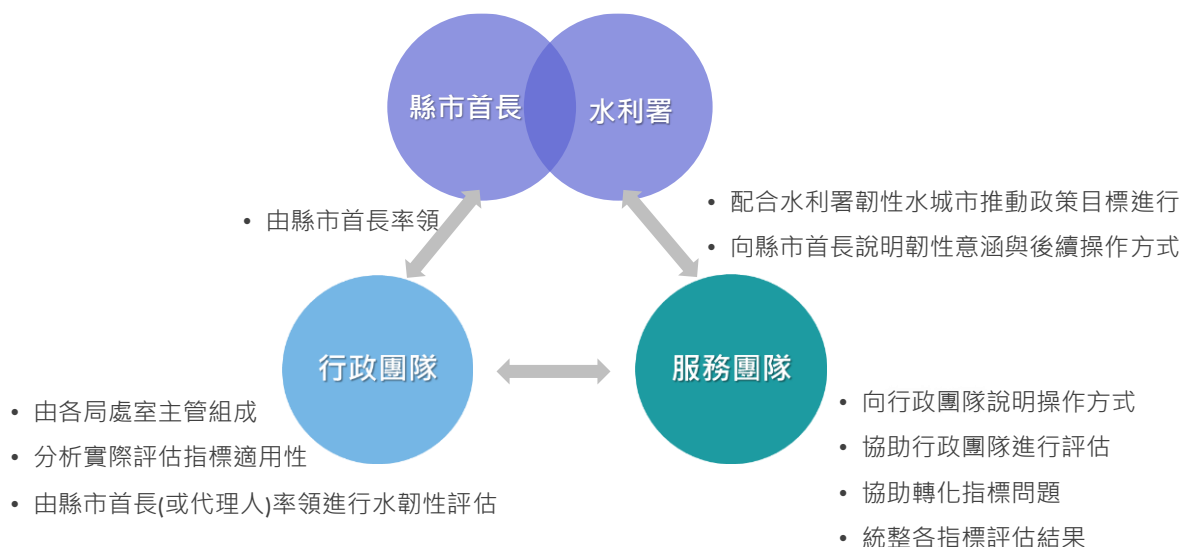 縣市首長
水利署
• 由縣市首長率領
• 配合水利署韌性水城市推動政策目標進行
• 向縣市首長說明韌性意涵與後續操作方式
行政團隊
服務團隊
• 由各局處室主管組成
• 分析實際評估指標適用性
• 由縣市首長(或代理人)率領進行水韌性評估
• 向行政團隊說明操作方式
• 協助行政團隊進行評估
• 協助轉化指標問題
• 統整各指標評估結果